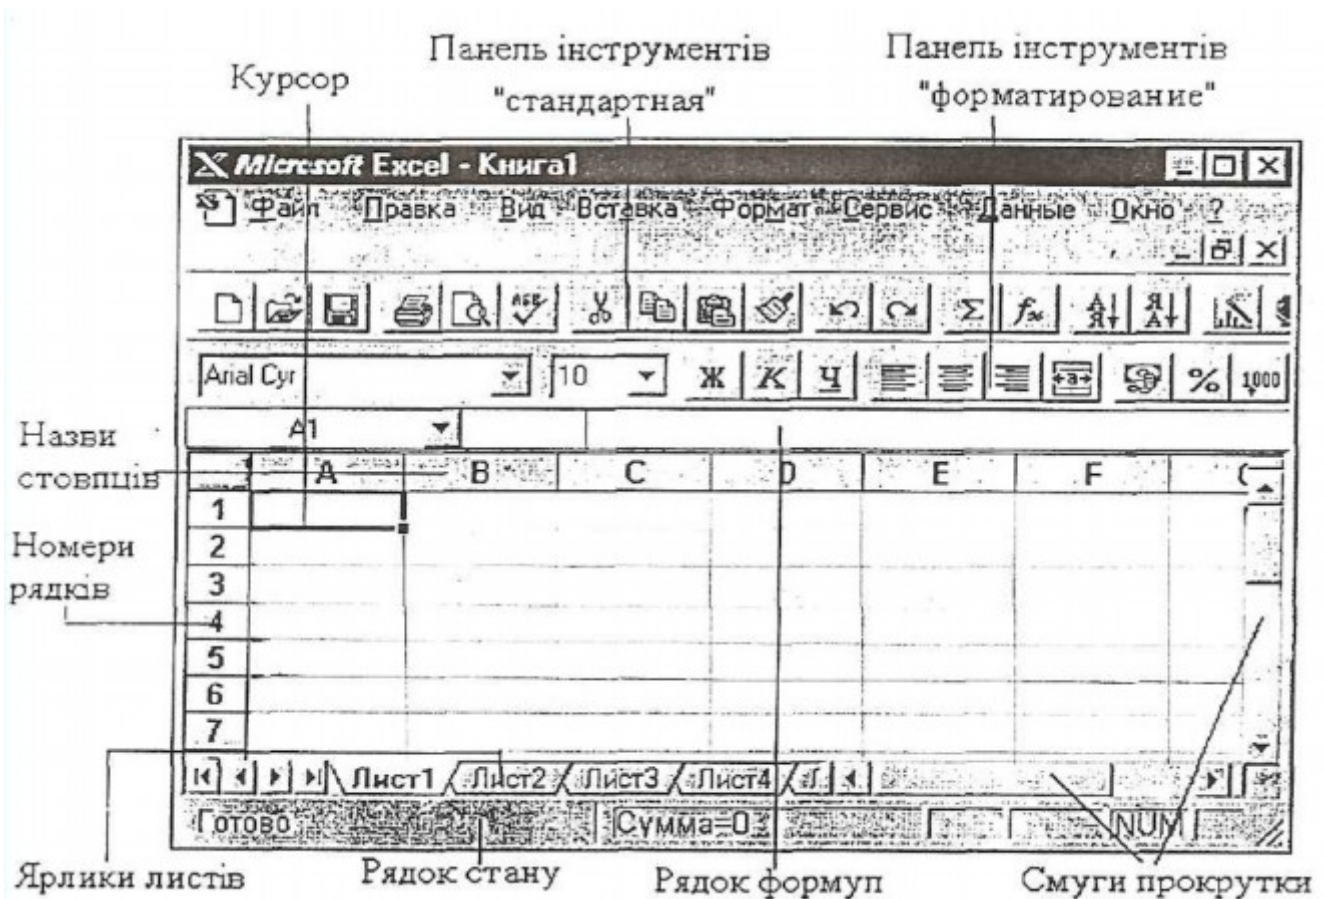 Курсор
Панель інструментів
"стандартная"
Панель інструментів
"форматирование"
Microsoft Excel - Книга1
Файл Правка Вид Вставка Формат Сервис Данные Окно ?
Arial Cyr 10 Ж К Ч % 1000
A1
Назви
стовпців
A B C D E F
1
2
3
4
5
6
7
Номери
рядків
Лист1 Лист2 Лист3 Лист4
Готово Сумма=0 NUM
Ярлики листів
Рядок стану
Рядок формул
Смуги прокрутки